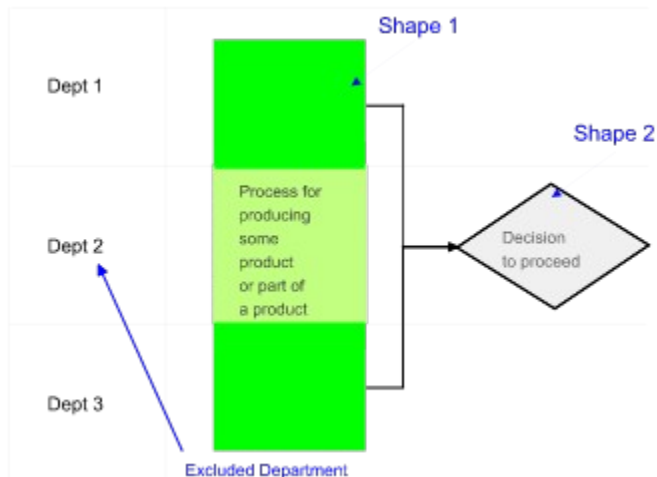 Shape 1
Dept 1
Shape 2
Process for
producing
some
product
or part of
a product
Dept 2
Decision
to proceed
Dept 3
Excluded Department